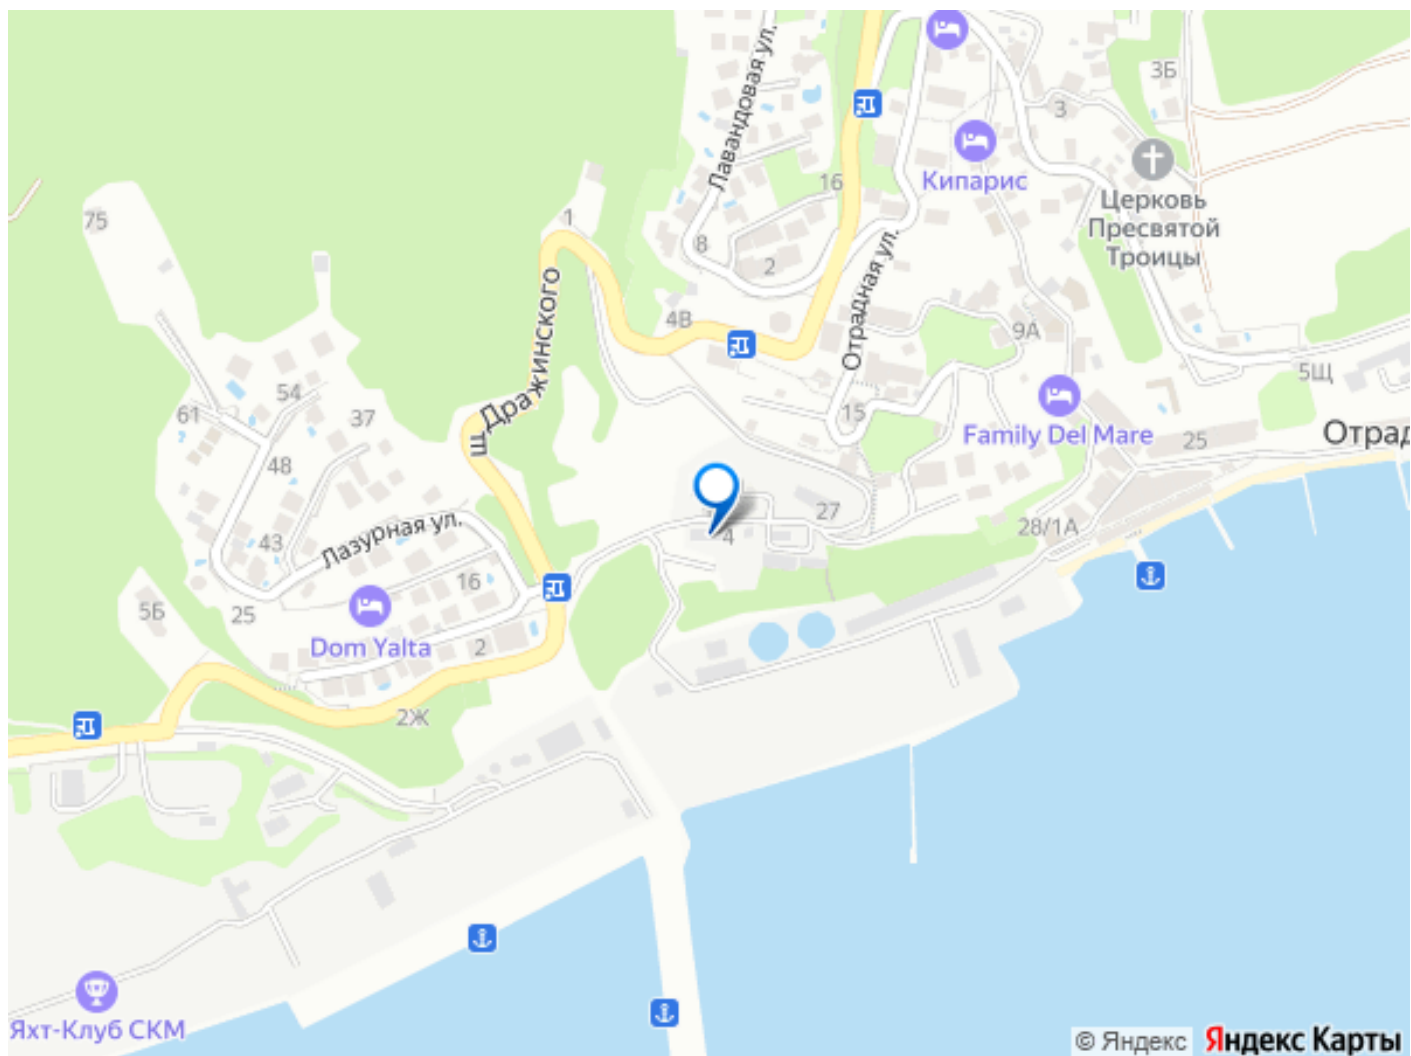 Лавандовая ул.
3Б
3
Кипарис
16
Церковь
Пресвятой
Троицы
75
1
8
2
Отрадная ул.
Дражинского
ш
4В
9А
5Щ
54
61
37
15
Family Del Mare
25
Отрад
48
27
4
28/1А
Лазурная ул.
43
16
5Б
25
Dom Yalta
2
2Ж
Яхт-Клуб СКМ
© Яндекс Яндекс Карты